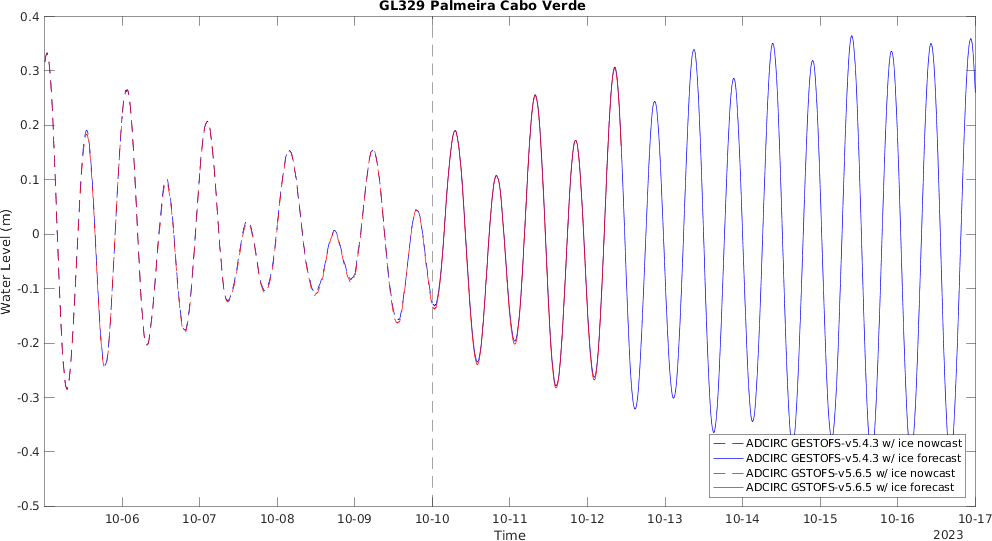 GL329 Palmeira Cabo Verde
0.4
0.3
0.2
0.1
0
-0.1
-0.2
-0.3
-0.4
-0.5
Water Level (m)
ADCIRC GESTOFS-v5.4.3 w/ ice nowcast
ADCIRC GESTOFS-v5.4.3 w/ ice forecast
ADCIRC GSTOFS-v5.6.5 w/ ice nowcast
ADCIRC GSTOFS-v5.6.5 w/ ice forecast
10-06 10-07 10-08 10-09 10-10 10-11 10-12 10-13 10-14 10-15 10-16 10-17
Time
2023